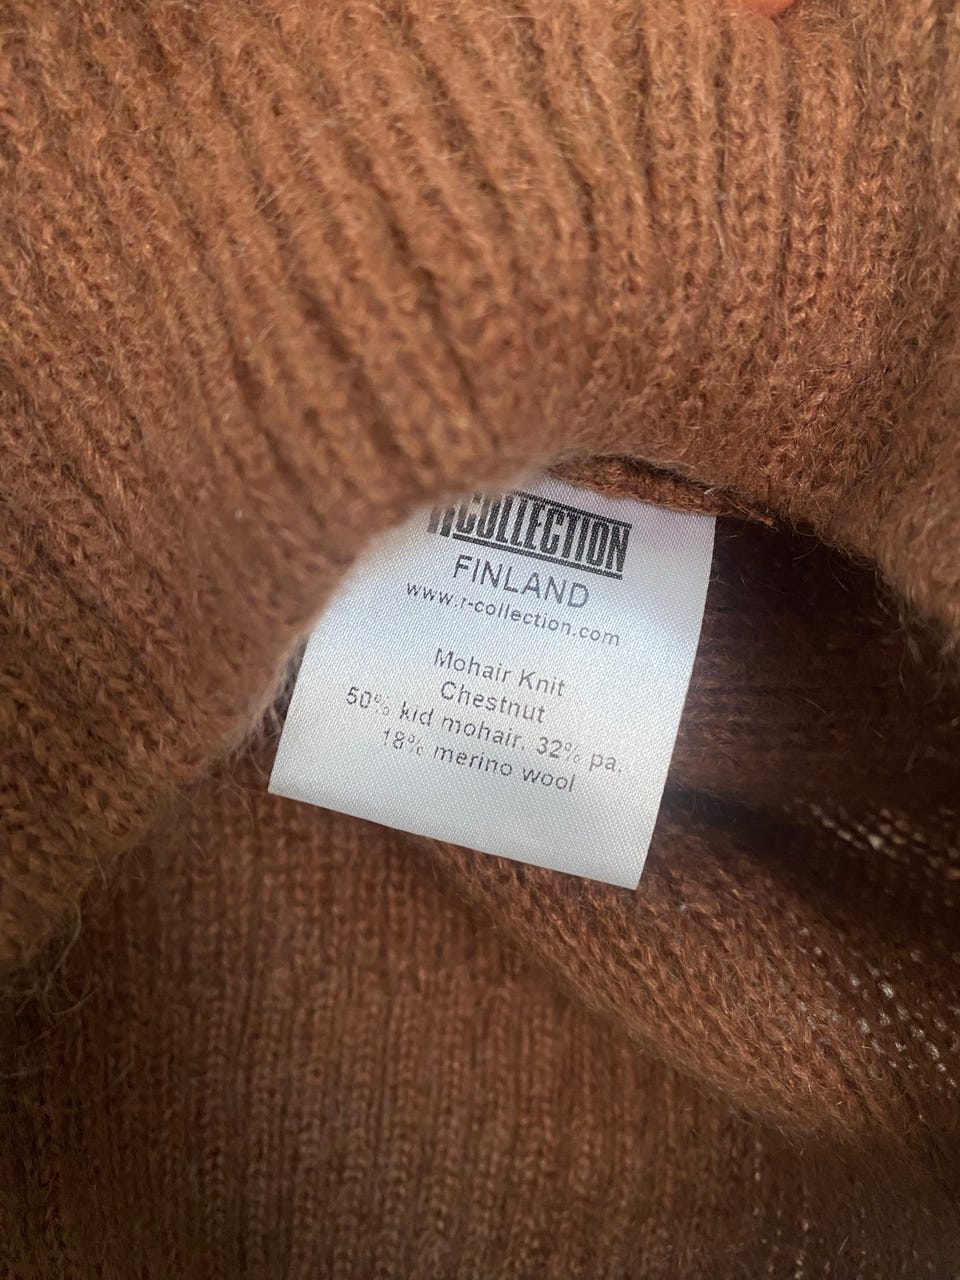 RCOLLECTION
FINLAND
www.r-collection.com
Mohair Knit
Chestnut
50% kid mohair. 32% pa.
18% merino wool